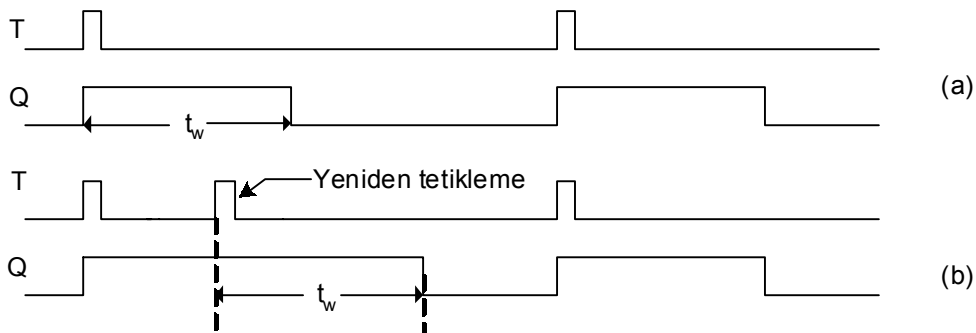 T
Q
t_w
(a)
T
Yeniden tetikleme
Q
t_w
(b)